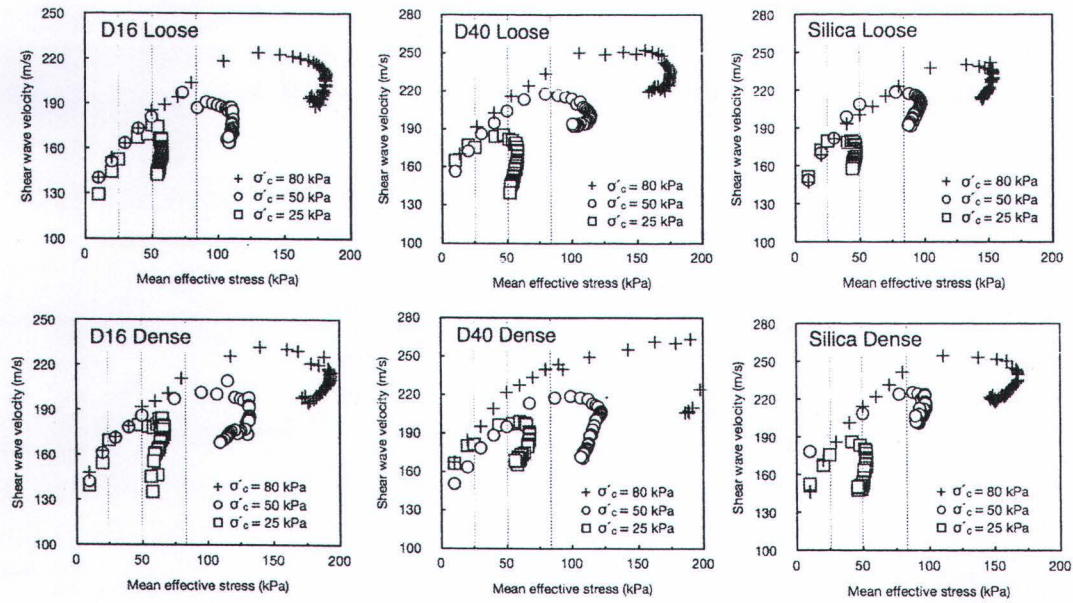 D16 Loose
250
220
190
160
130
100
0
50
100
150
200
Shear wave velocity (m/s)
Mean effective stress (kPa)
σ´c = 80 kPa
σ´c = 50 kPa
σ´c = 25 kPa
D40 Loose
280
250
220
190
160
130
100
0
50
100
150
200
Shear wave velocity (m/s)
Mean effective stress (kPa)
σ´c = 80 kPa
σ´c = 50 kPa
σ´c = 25 kPa
Silica Loose
280
250
220
190
160
130
100
0
50
100
150
200
Shear wave velocity (m/s)
Mean effective stress (kPa)
σ´c = 80 kPa
σ´c = 50 kPa
σ´c = 25 kPa
D16 Dense
250
220
190
160
130
100
0
50
100
150
200
Shear wave velocity (m/s)
Mean effective stress (kPa)
σ´c = 80 kPa
σ´c = 50 kPa
σ´c = 25 kPa
D40 Dense
280
250
220
190
160
130
100
0
50
100
150
200
Shear wave velocity (m/s)
Mean effective stress (kPa)
σ´c = 80 kPa
σ´c = 50 kPa
σ´c = 25 kPa
Silica Dense
280
250
220
190
160
130
100
0
50
100
150
200
Shear wave velocity (m/s)
Mean effective stress (kPa)
σ´c = 80 kPa
σ´c = 50 kPa
σ´c = 25 kPa